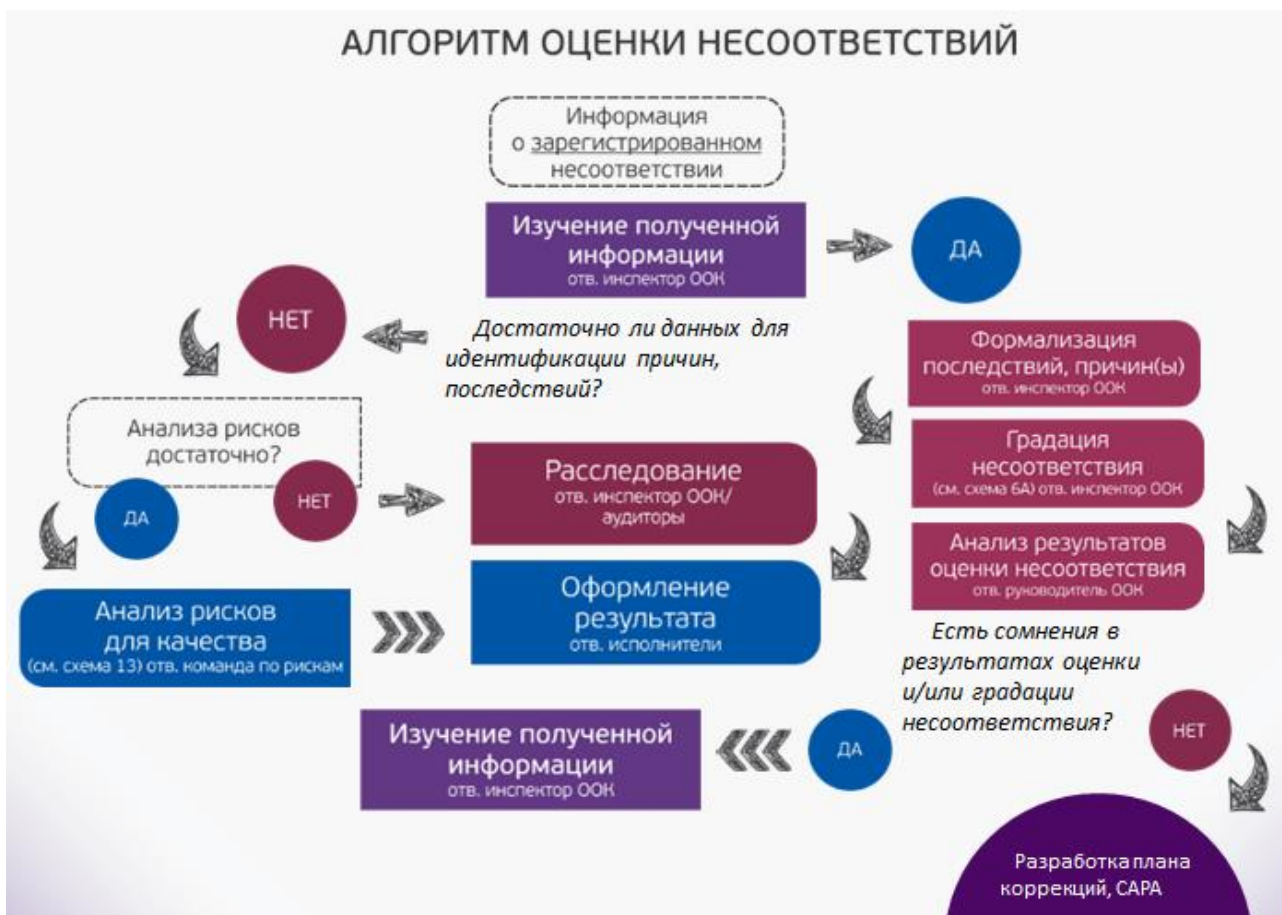 АЛГОРИТМ ОЦЕНКИ НЕСООТВЕТСТВИЙ
Информация
о зарегистрированном
несоответствии
Изучение полученной
информации
отв. инспектор ООК
ДА
НЕТ
Достаточно ли данных для
идентификации причин,
последствий?
Формализация
последствий, причин(ы)
отв. инспектор ООК
Анализа рисков
достаточно?
ДА
НЕТ
Расследование
отв. инспектор ООК/
аудиторы
Градация
несоответствия
(см. схема 6А) отв. инспектор ООК
Анализ результатов
оценки несоответствия
отв. руководитель ООК
Анализ рисков
для качества
(см. схема 13) отв. команда по рискам
Оформление
результата
отв. исполнители
Есть сомнения в
результатах оценки
и/или градации
несоответствия?
Изучение полученной
информации
отв. инспектор ООК
ДА
НЕТ
Разработка плана
коррекций, САРА